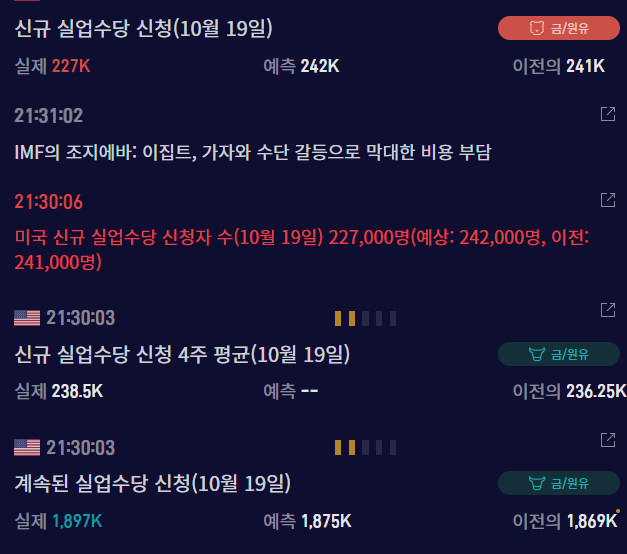 신규 실업수당 신청(10월 19일) 금/원유
실제 227K 예측 242K 이전의 241K
21:31:02
IMF의 조지에바: 이집트, 가자와 수단 갈등으로 막대한 비용 부담
21:30:06
미국 신규 실업수당 신청자 수(10월 19일) 227,000명(예상: 242,000명, 이전:
241,000명)
21:30:03
신규 실업수당 신청 4주 평균(10월 19일) 금/원유
실제 238.5K 예측 -- 이전의 236.25K
21:30:03
계속된 실업수당 신청(10월 19일) 금/원유
실제 1,897K 예측 1,875K 이전의 1,869K